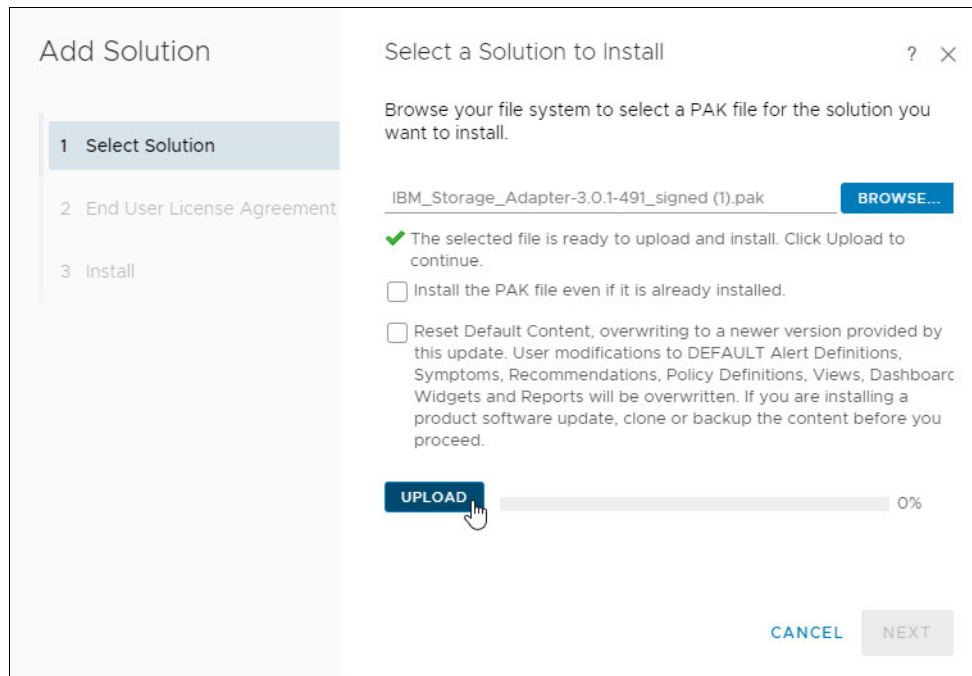 Add Solution
1 Select Solution
2 End User License Agreement
3 Install
Select a Solution to Install
?
Browse your file system to select a PAK file for the solution you
want to install.
IBM_Storage_Adapter-3.0.1-491_signed (1).pak
BROWSE...
The selected file is ready to upload and install. Click Upload to
continue.
Install the PAK file even if it is already installed.
Reset Default Content, overwriting to a newer version provided by
this update. User modifications to DEFAULT Alert Definitions,
Symptoms, Recommendations, Policy Definitions, Views, Dashboard
Widgets and Reports will be overwritten. If you are installing a
product software update, clone or backup the content before you
proceed.
UPLOAD
0%
CANCEL
NEXT